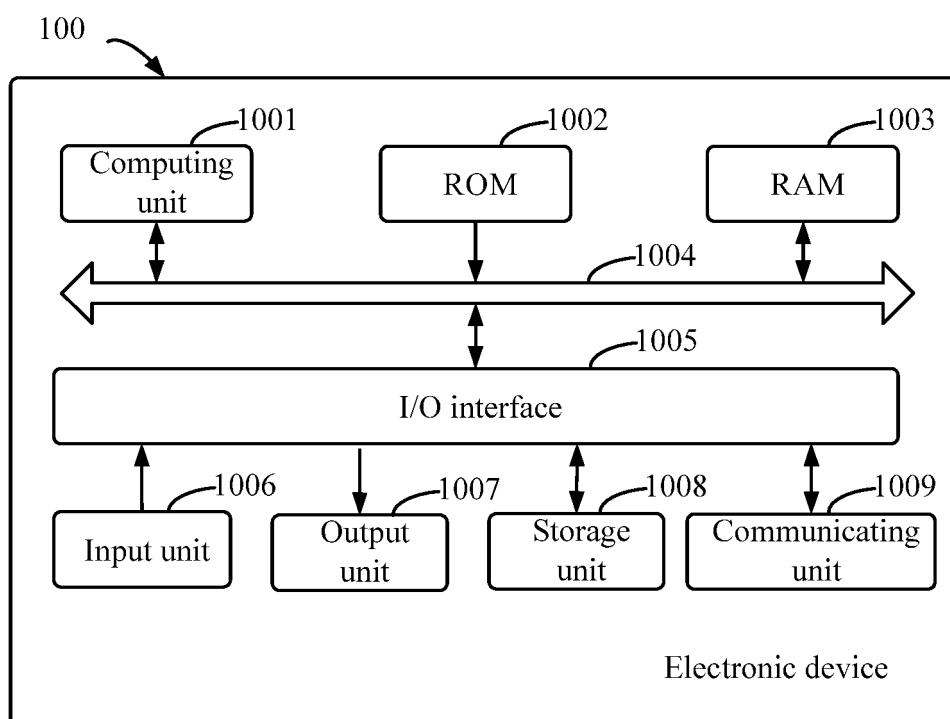 100
1001
1002
1003
Computing
unit
ROM
RAM
1004
1005
I/O interface
1006
1007
1008
1009
Input unit
Output
unit
Storage
unit
Communicating
unit
Electronic device